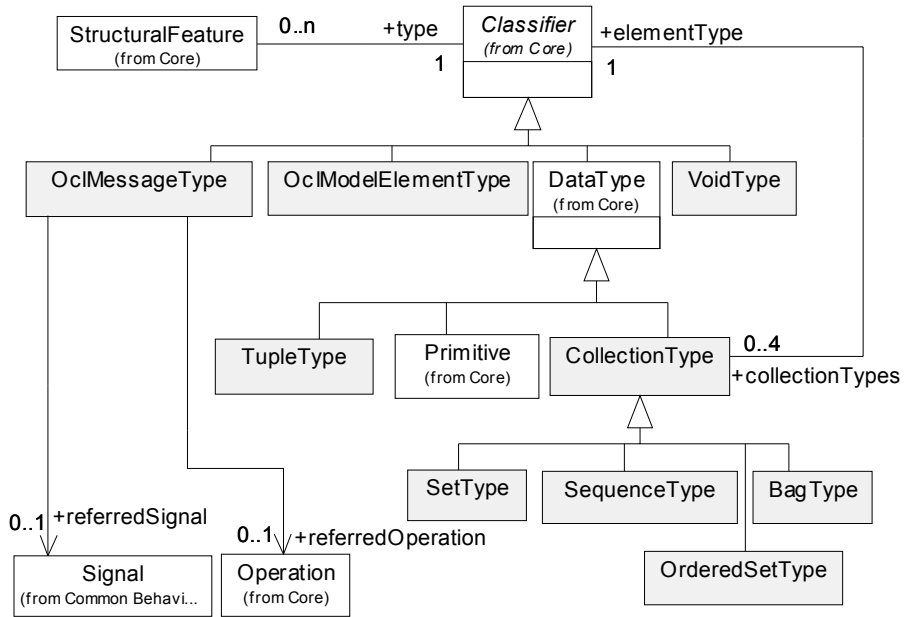 StructuralFeature
(from Core)
0..n
+type
1
Classifier
(from Core)
+elementType
1
OclMessageType
OclModelElementType
DataType
(from Core)
VoidType
TupleType
Primitive
(from Core)
CollectionType
0..4
+collectionTypes
SetType
SequenceType
BagType
OrderedSetType
0..1
+referredSignal
0..1
+referredOperation
Signal
(from Common Behavi...
Operation
(from Core)